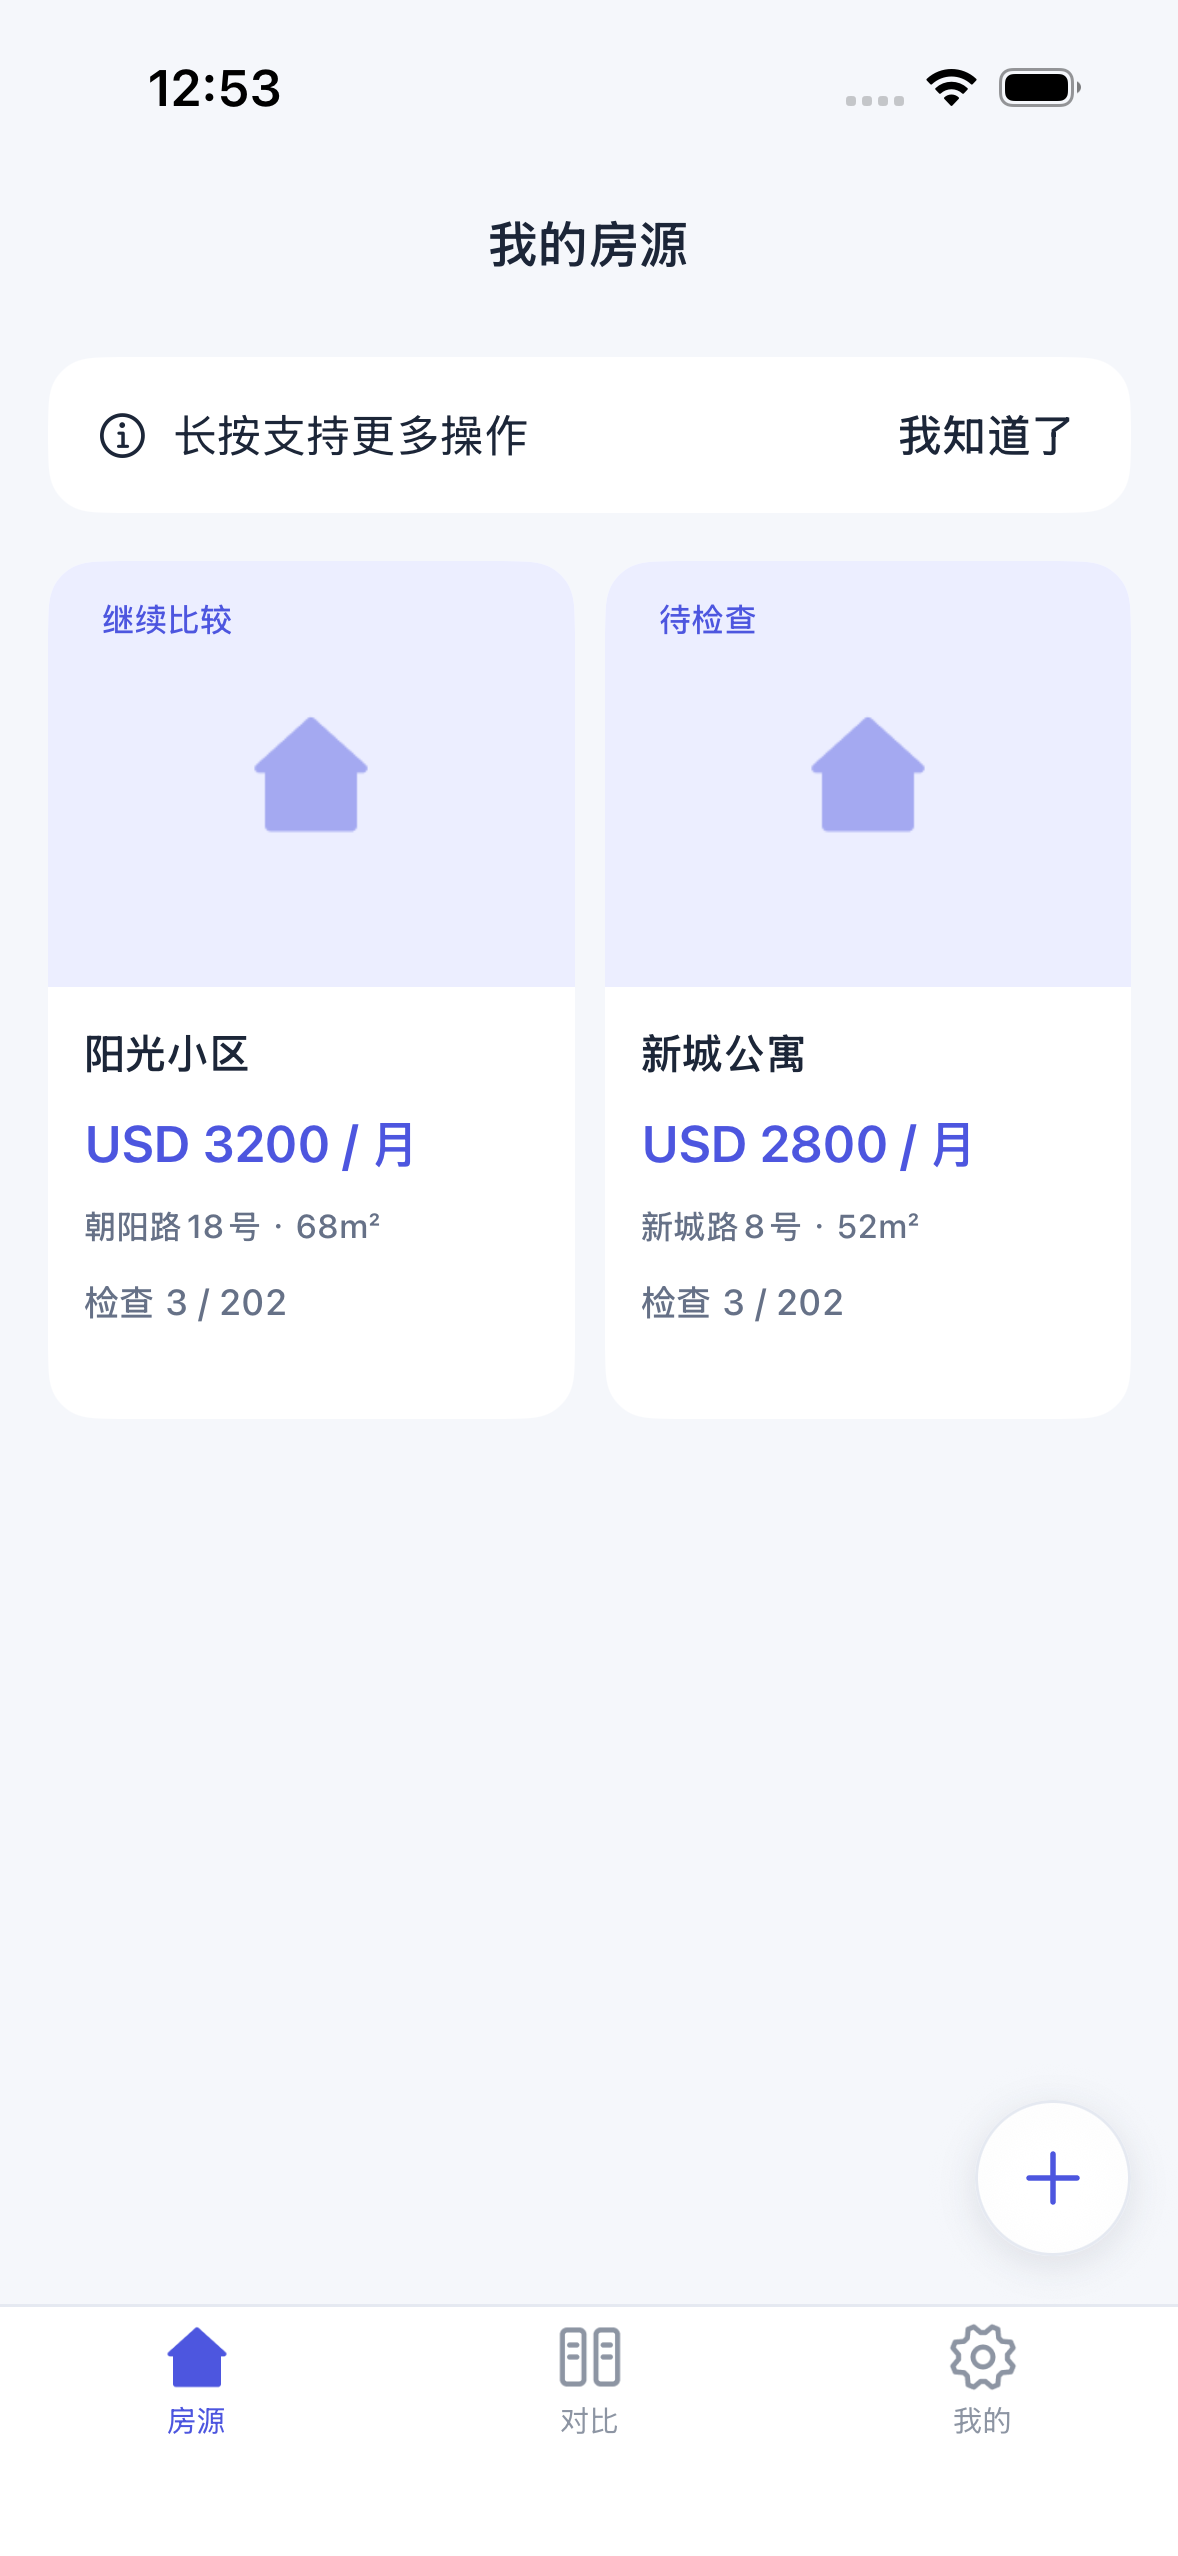 12:53
我的房源
长按支持更多操作 我知道了
继续比较
待检查
阳光小区
USD 3200 / 月
朝阳路18号 · 68m²
检查 3 / 202
新城公寓
USD 2800 / 月
新城路8号 · 52m²
检查 3 / 202
房源
对比
我的